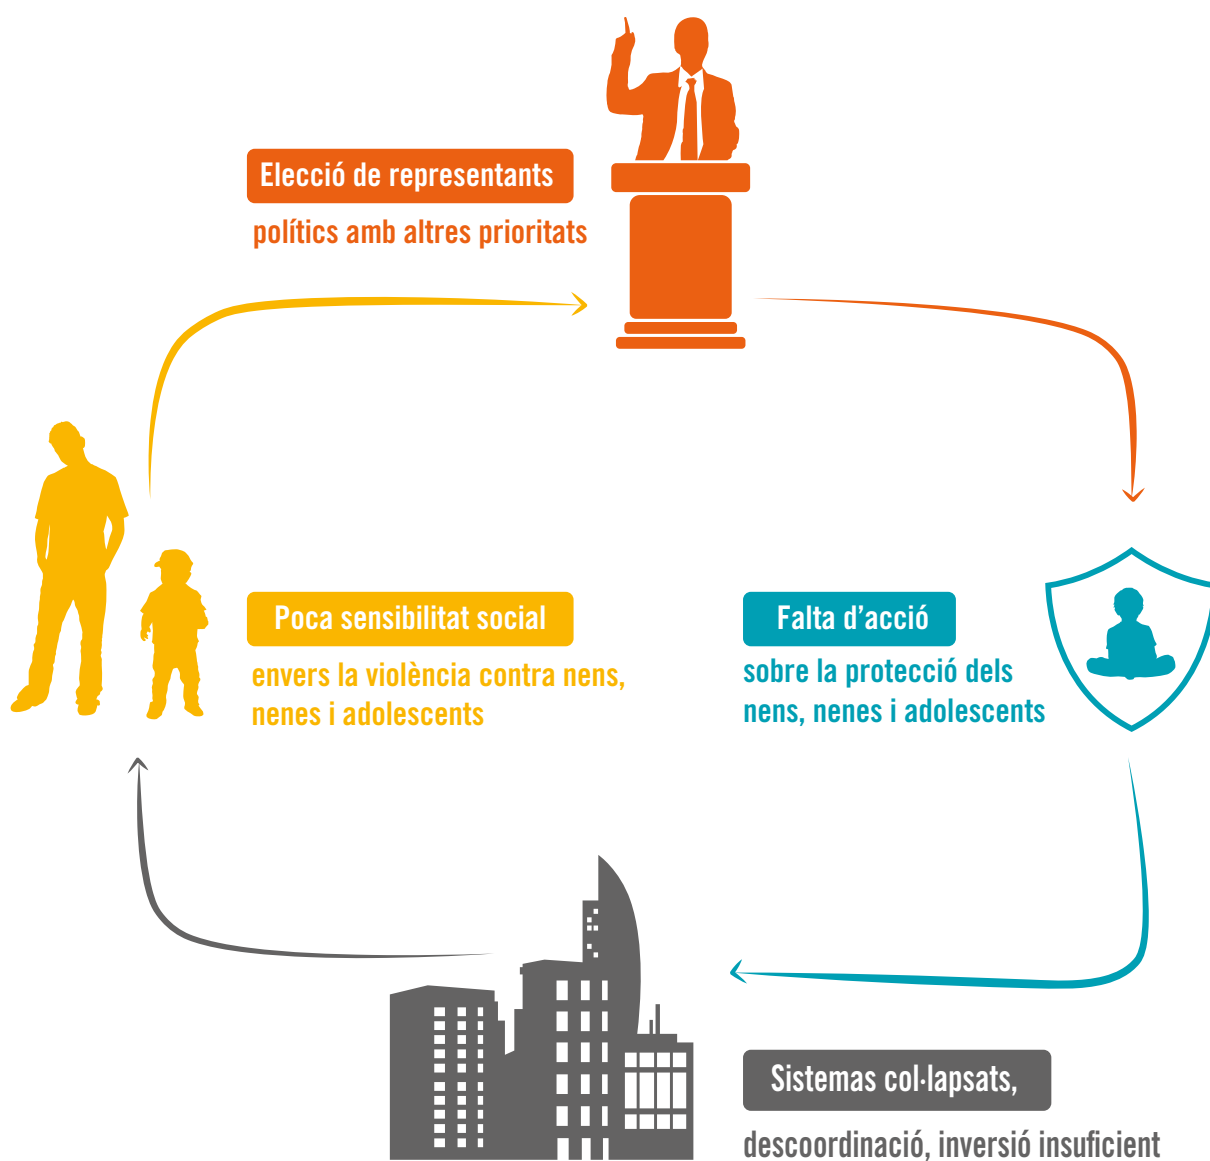 Elecció de representants
polítics amb altres prioritats
Poca sensibilitat social
envers la violència contra nens,
nenes i adolescents
Falta d'acció
sobre la protecció dels
nens, nenes i adolescents
Sistemas col·lapsats,
descoordinació, inversió insuficient